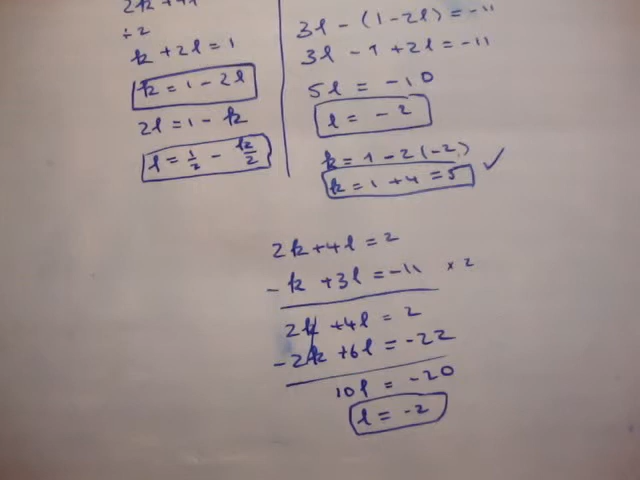 2k+4l
÷2
k + 2l = 1
k = 1 - 2l
2l = 1 - k
l = 1/2 - k/2
3l - (1 - 2l) = -11
3l - 1 + 2l = -11
5l = -10
l = -2
k = 1 - 2(-2)
k = 1 + 4 = 5 ✓
2k + 4l = 2
-k + 3l = -11 × 2
2k + 4l = 2
-2k + 6l = -22
10l = -20
l = -2